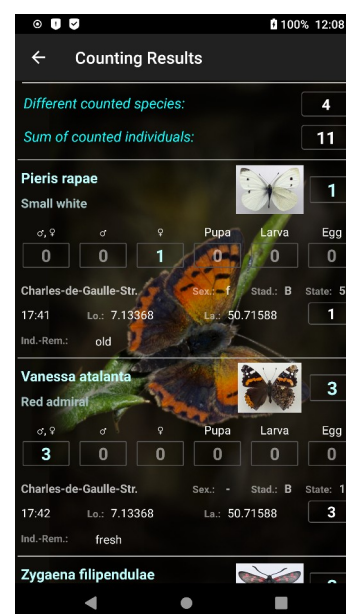 100% 12:08
Counting Results
Different counted species: 4
Sum of counted individuals: 11
Pieris rapae 1
Small white
♂,♀ ♂ ♀ Pupa Larva Egg
0 0 1 0 0 0
Charles-de-Gaulle-Str. Sex.: f Stad.: B State: 5
17:41 Lo.: 7.13368 La.: 50.71588 1
Ind.-Rem.: old
Vanessa atalanta 3
Red admiral
♂,♀ ♂ ♀ Pupa Larva Egg
3 0 0 0 0 0
Charles-de-Gaulle-Str. Sex.: - Stad.: B State: 1
17:42 Lo.: 7.13368 La.: 50.71588 3
Ind.-Rem.: fresh
Zygaena filipendulae